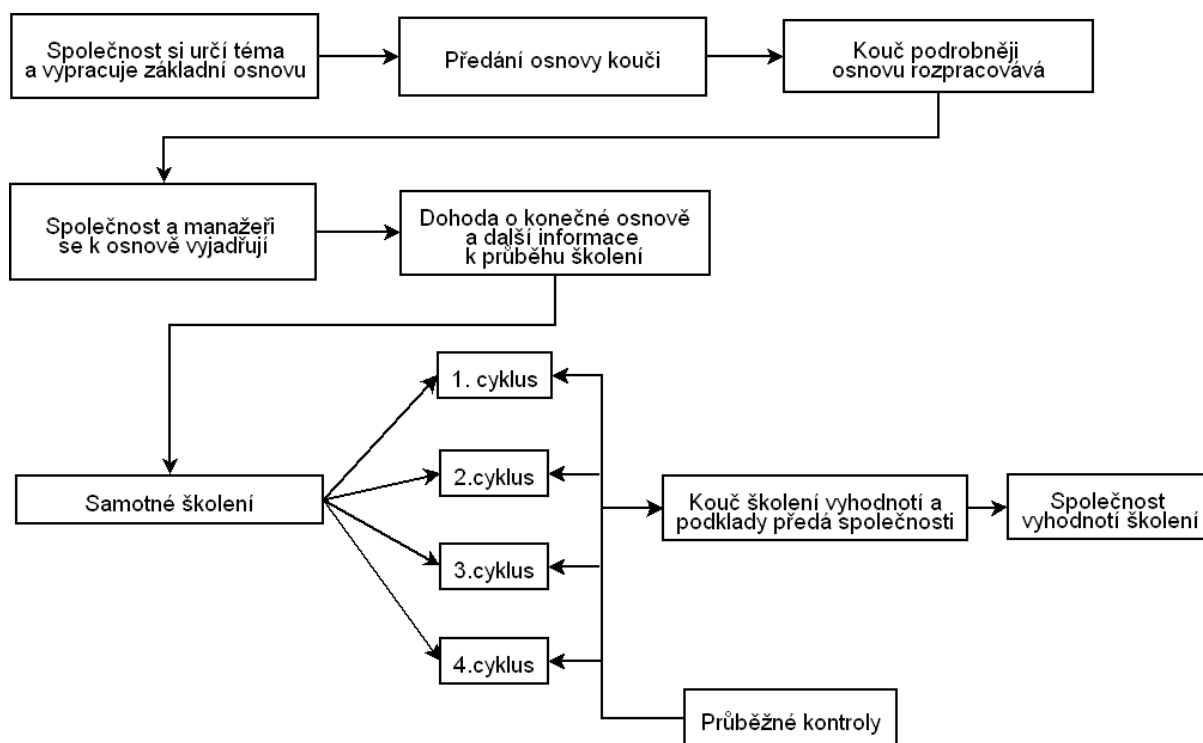 Společnost si určí téma
a vypracuje základní osnovu
Předání osnovy kouči
Kouč podrobněji
osnovu rozpracovává
Společnost a manažeři
se k osnově vyjadřují
Dohoda o konečné osnově
a další informace
k průběhu školení
1. cyklus
2.cyklus
Samotné školení
Kouč školení vyhodnotí a
podklady předá společnosti
Společnost
vyhodnotí školení
3.cyklus
4.cyklus
Průběžné kontroly